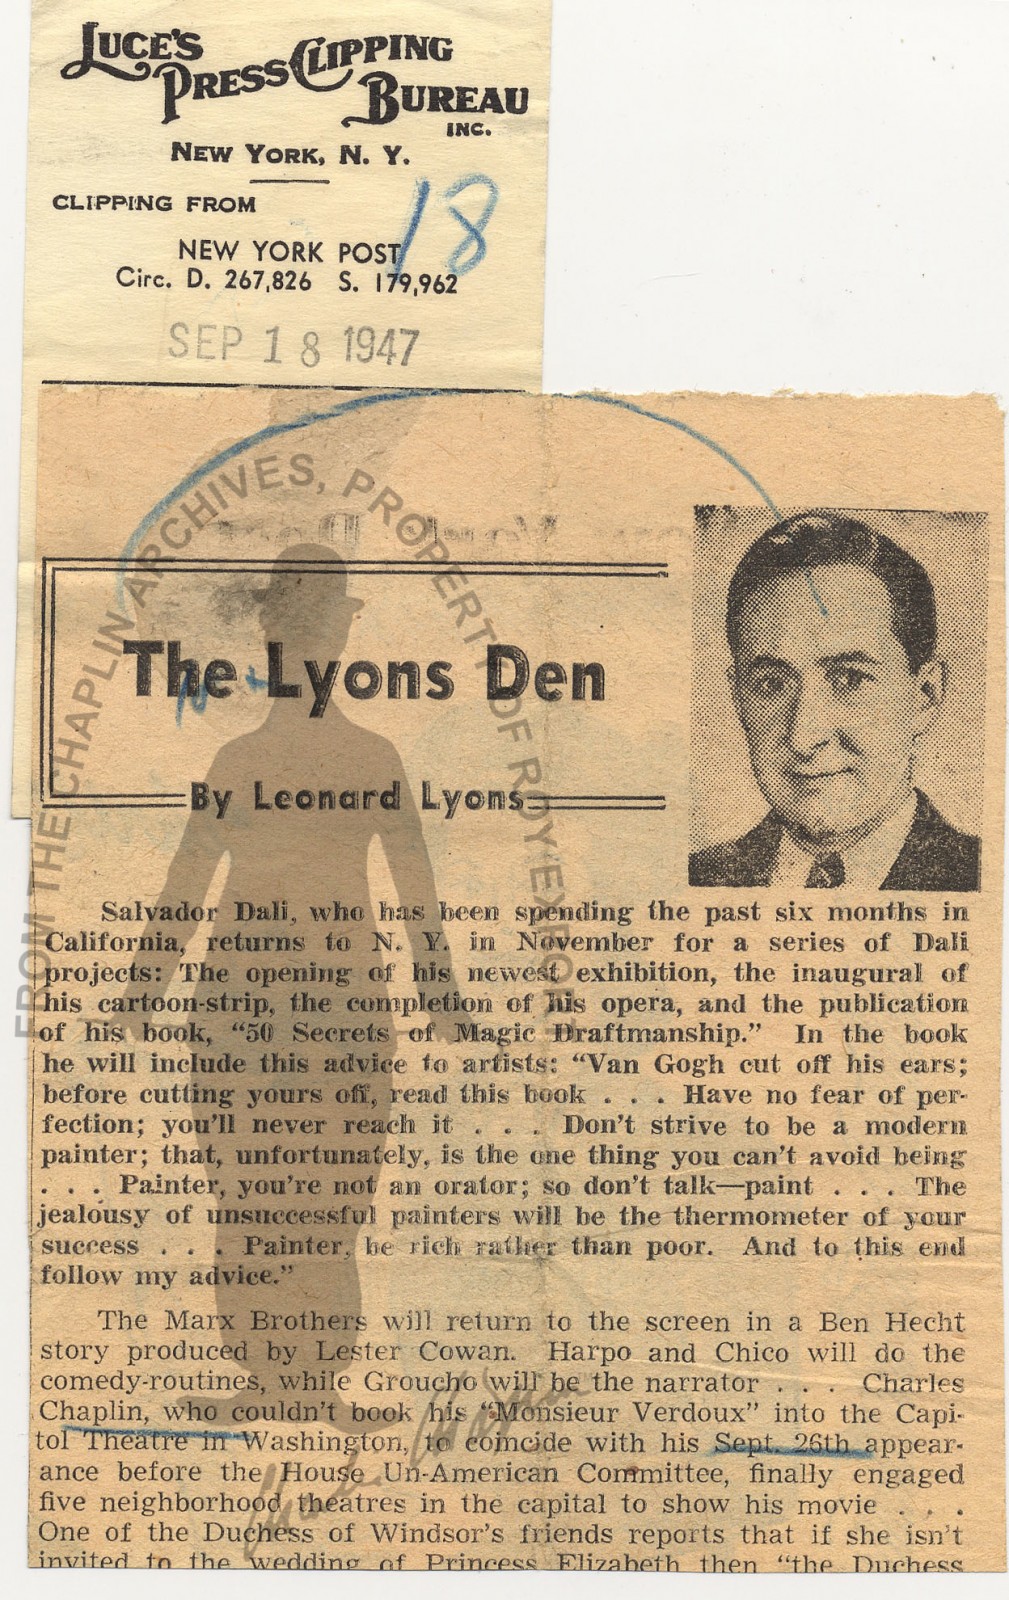 LUCE'S
PRESS CLIPPING
BUREAU
INC.
NEW YORK, N. Y.
CLIPPING FROM
18
NEW YORK POST
Circ. D. 267,826 S. 179,962
SEP 18 1947
FROM THE CHAPLIN ARCHIVES, PROPERTY OF ROY EXPORT
The Lyons Den
By Leonard Lyons
Salvador Dali, who has been spending the past six months in
California, returns to N. Y. in November for a series of Dali
projects: The opening of his newest exhibition, the inaugural of
his cartoon-strip, the completion of his opera, and the publication
of his book, "50 Secrets of Magic Draftmanship." In the book
he will include this advice to artists: "Van Gogh cut off his ears;
before cutting yours off, read this book . . . Have no fear of per-
fection; you'll never reach it . . . Don't strive to be a modern
painter; that, unfortunately, is the one thing you can't avoid being
. . . Painter, you're not an orator; so don't talk—paint . . . The
jealousy of unsuccessful painters will be the thermometer of your
success . . . Painter, be rich rather than poor. And to this end
follow my advice."
The Marx Brothers will return to the screen in a Ben Hecht
story produced by Lester Cowan. Harpo and Chico will do the
comedy-routines, while Groucho will be the narrator . . . Charles
Chaplin, who couldn't book his "Monsieur Verdoux" into the Capi-
tol Theatre in Washington, to coincide with his Sept. 26th appear-
ance before the House Un-American Committee, finally engaged
five neighborhood theatres in the capital to show his movie . . .
One of the Duchess of Windsor's friends reports that if she isn't
invited to the wedding of Princess Elizabeth then "the Duchess